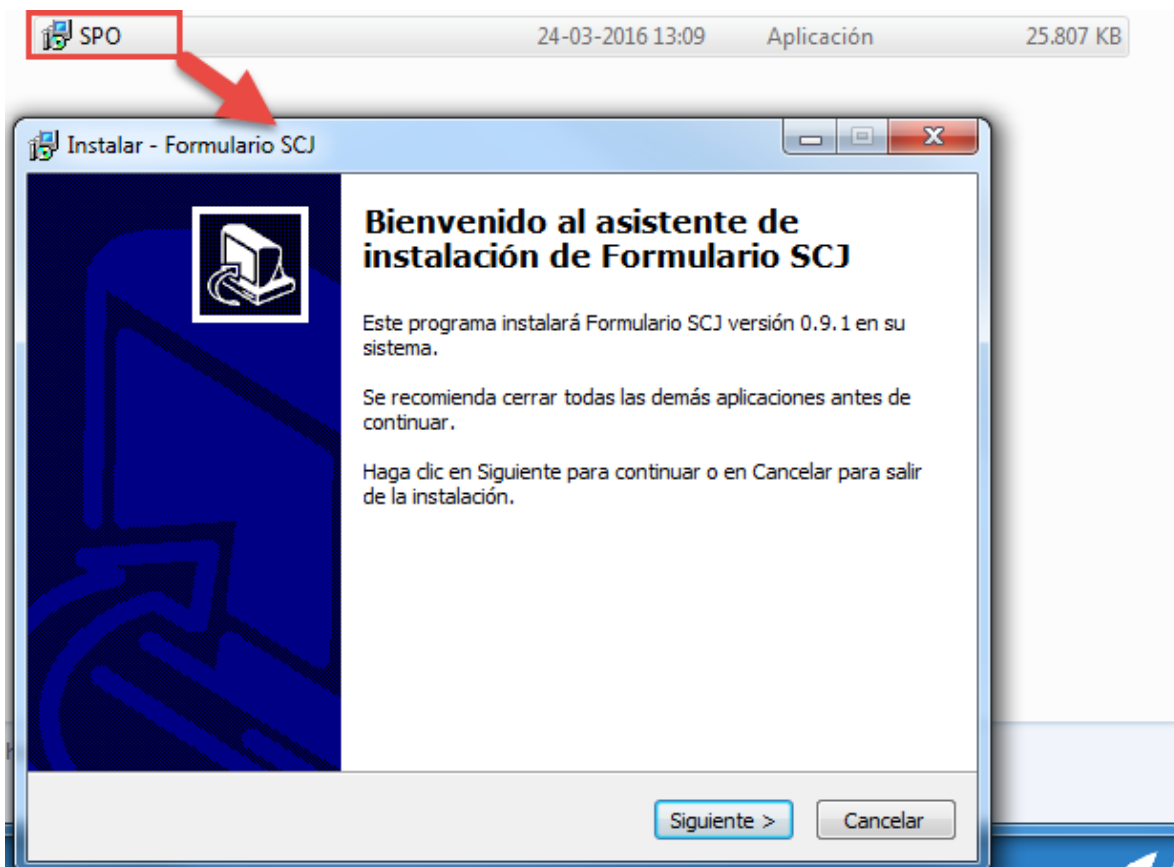 SPO 24-03-2016 13:09 Aplicación 25.807 KB
Instalar - Formulario SCJ
Bienvenido al asistente de
instalación de Formulario SCJ
Este programa instalará Formulario SCJ versión 0.9.1 en su
sistema.
Se recomienda cerrar todas las demás aplicaciones antes de
continuar.
Haga clic en Siguiente para continuar o en Cancelar para salir
de la instalación.
Siguiente > Cancelar